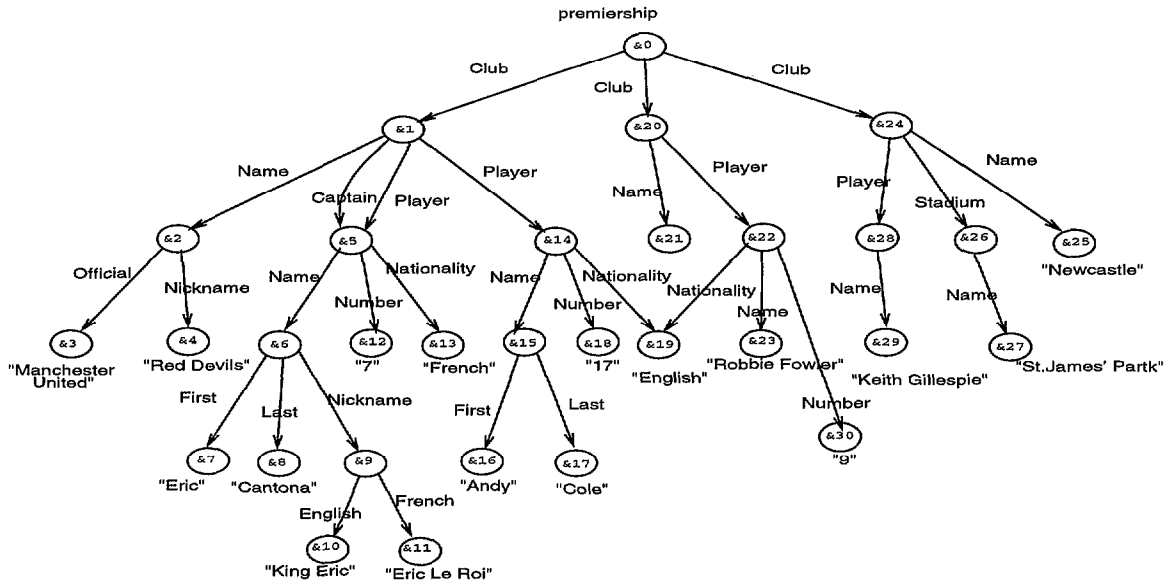 premiership
&0
Club Club Club
&1 &20 &24
Name Captain Player Player Name Player Player Stadium Name
&2 &5 &14 &21 &22 &28 &26 &25
"Newcastle"
Official Nickname Name Number Nationality Name Number Nationality Nationality Name Name Name
&3 &4 &6 &12 &13 &15 &18 &19 &23 &29 &27
"Manchester
United"
"Red Devils" "7" "French" "17" "English" "Robbie Fowler" "Keith Gillespie" "St.James' Partk"
First Last Nickname First Last Number
&7 &8 &9 &16 &17 &30
"Eric" "Cantona" "Andy" "Cole" "9"
English French
&10 &11
"King Eric" "Eric Le Roi"